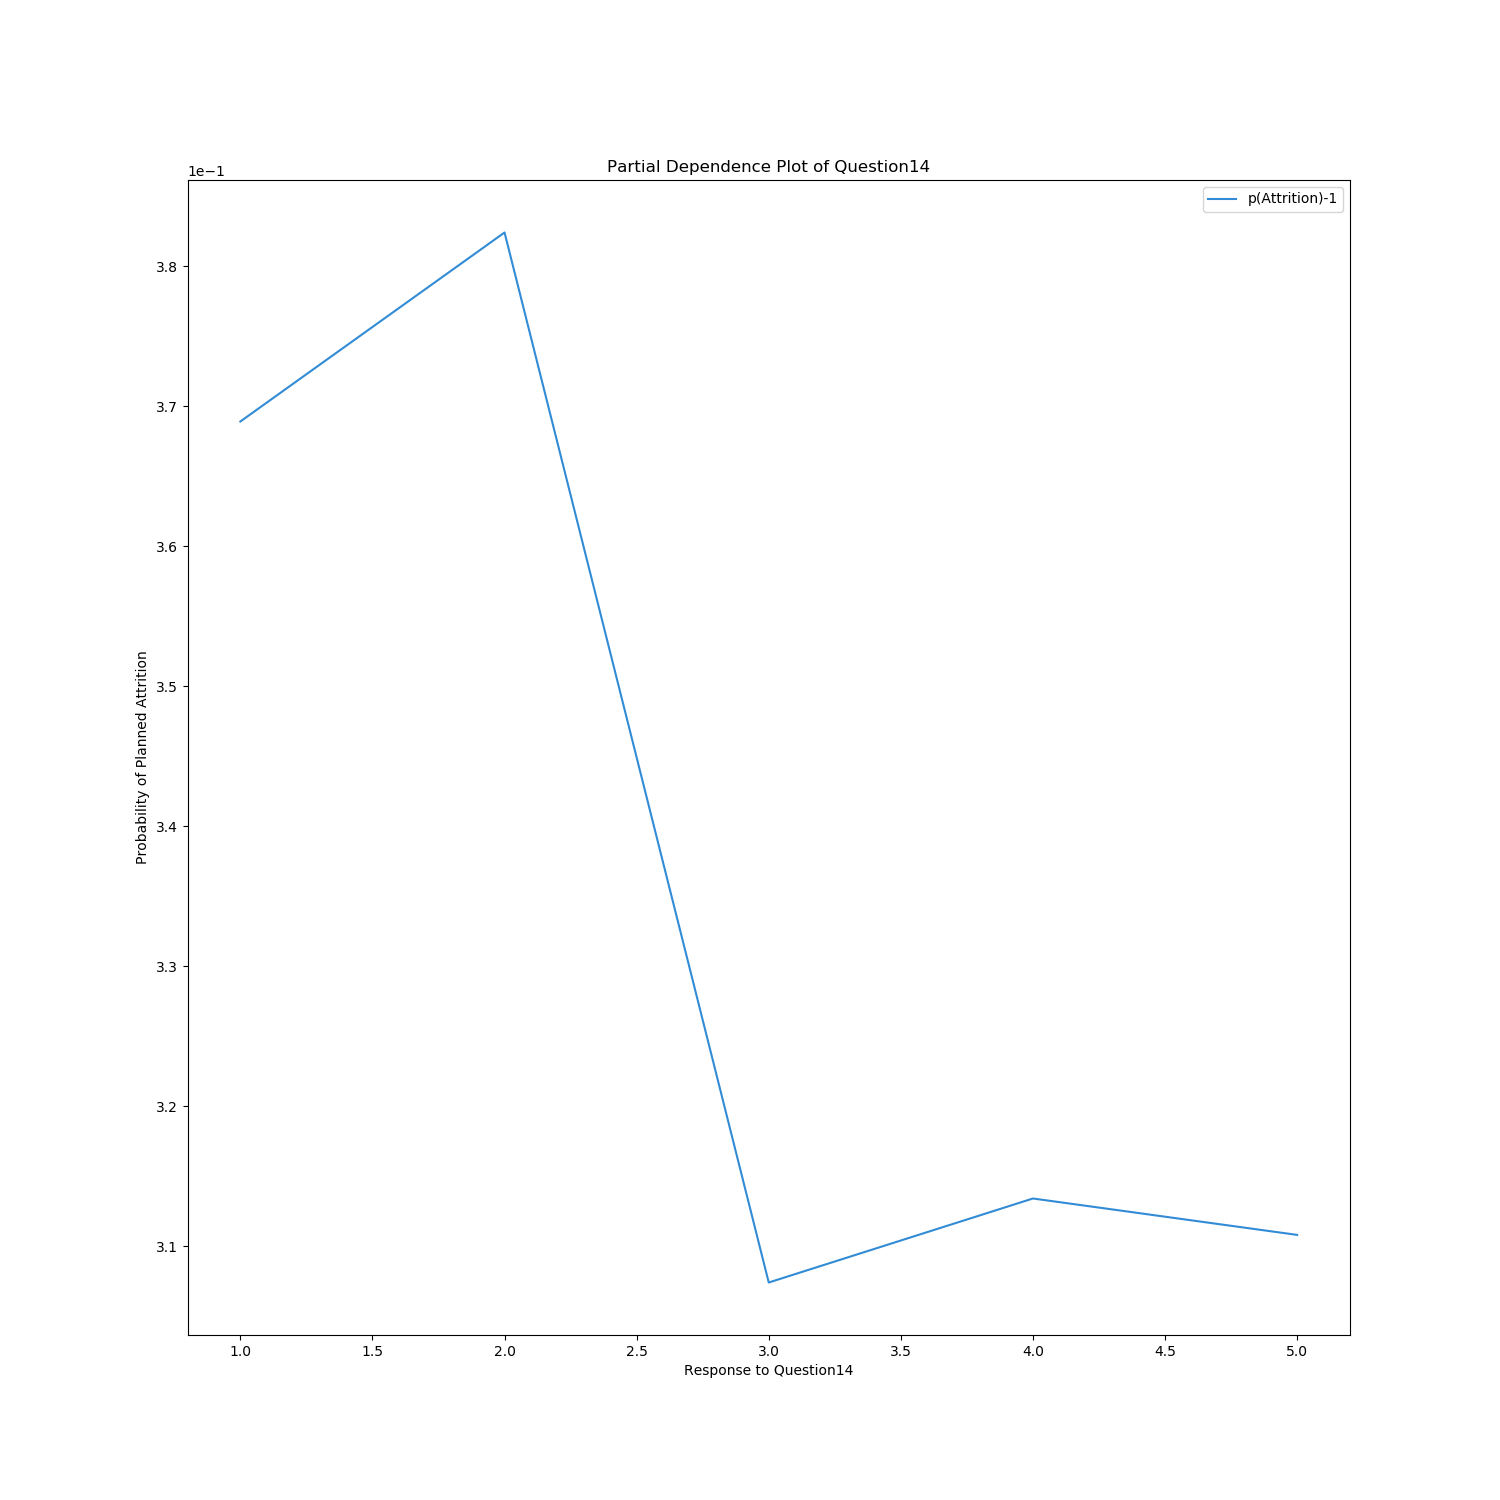 Partial Dependence Plot of Question14
1e−1
p(Attrition)-1
3.8
3.7
3.6
3.5
3.4
3.3
3.2
3.1
Probability of Planned Attrition
1.0 1.5 2.0 2.5 3.0 3.5 4.0 4.5 5.0
Response to Question14